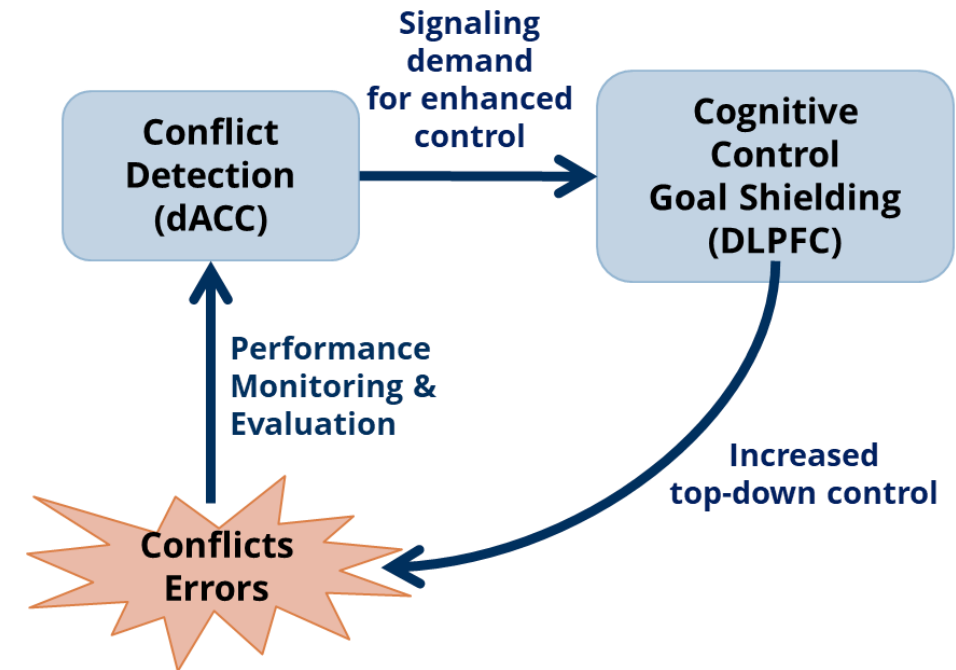 Signaling
demand
for enhanced
control
Conflict
Detection
(dACC)
Cognitive
Control
Goal Shielding
(DLPFC)
Performance
Monitoring &
Evaluation
Increased
top-down control
Conflicts
Errors